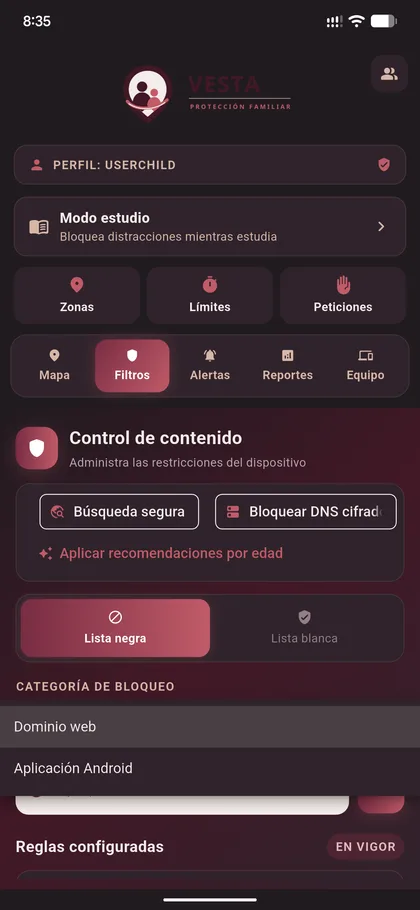 8:35
VESTA
PROTECCIÓN FAMILIAR
PERFIL: USERCHILD
Modo estudio
Bloquea distracciones mientras estudia
Zonas
Límites
Peticiones
Mapa
Filtros
Alertas
Reportes
Equipo
Control de contenido
Administra las restricciones del dispositivo
Búsqueda segura
Bloquear DNS cifrado
Aplicar recomendaciones por edad
Lista negra
Lista blanca
CATEGORÍA DE BLOQUEO
Dominio web
Aplicación Android
Reglas configuradas
EN VIGOR